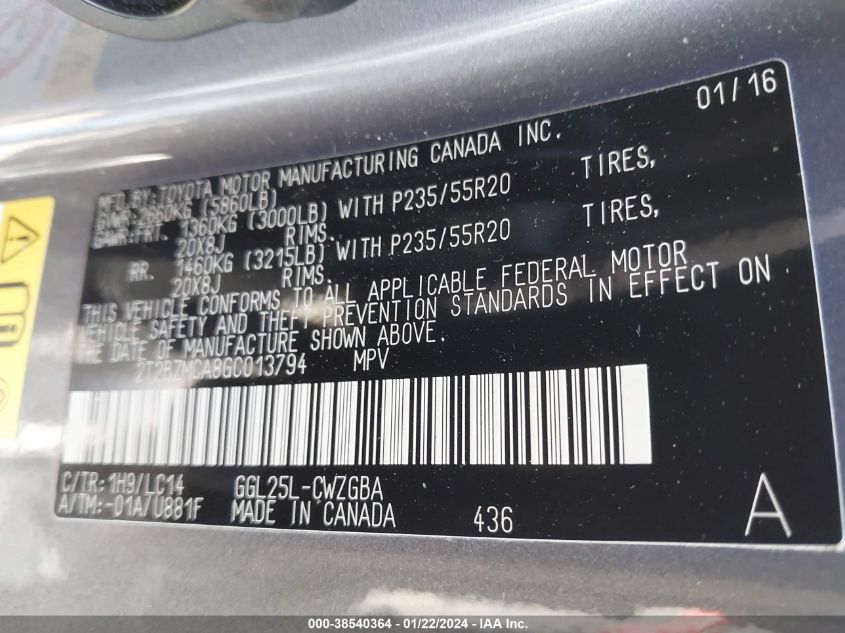 01/16
MFD. BY: TOYOTA MOTOR MANUFACTURING CANADA INC.
GVWR: 2660KG (5860LB)
GAWR: FRT. 1360KG (3000LB) WITH P235/55R20 TIRES,
20X8J RIMS.
RR. 1460KG (3215LB) WITH P235/55R20 TIRES,
20X8J RIMS.
THIS VEHICLE CONFORMS TO ALL APPLICABLE FEDERAL MOTOR
VEHICLE SAFETY AND THEFT PREVENTION STANDARDS IN EFFECT ON
THE DATE OF MANUFACTURE SHOWN ABOVE.
2T2BZMCA8GC013794 MPV
C/TR: 1H9/LC14 GGL25L-CWZGBA
A/TM: -01A/U881F MADE IN CANADA 436 A
000-38540364 - 01/22/2024 - IAA Inc.